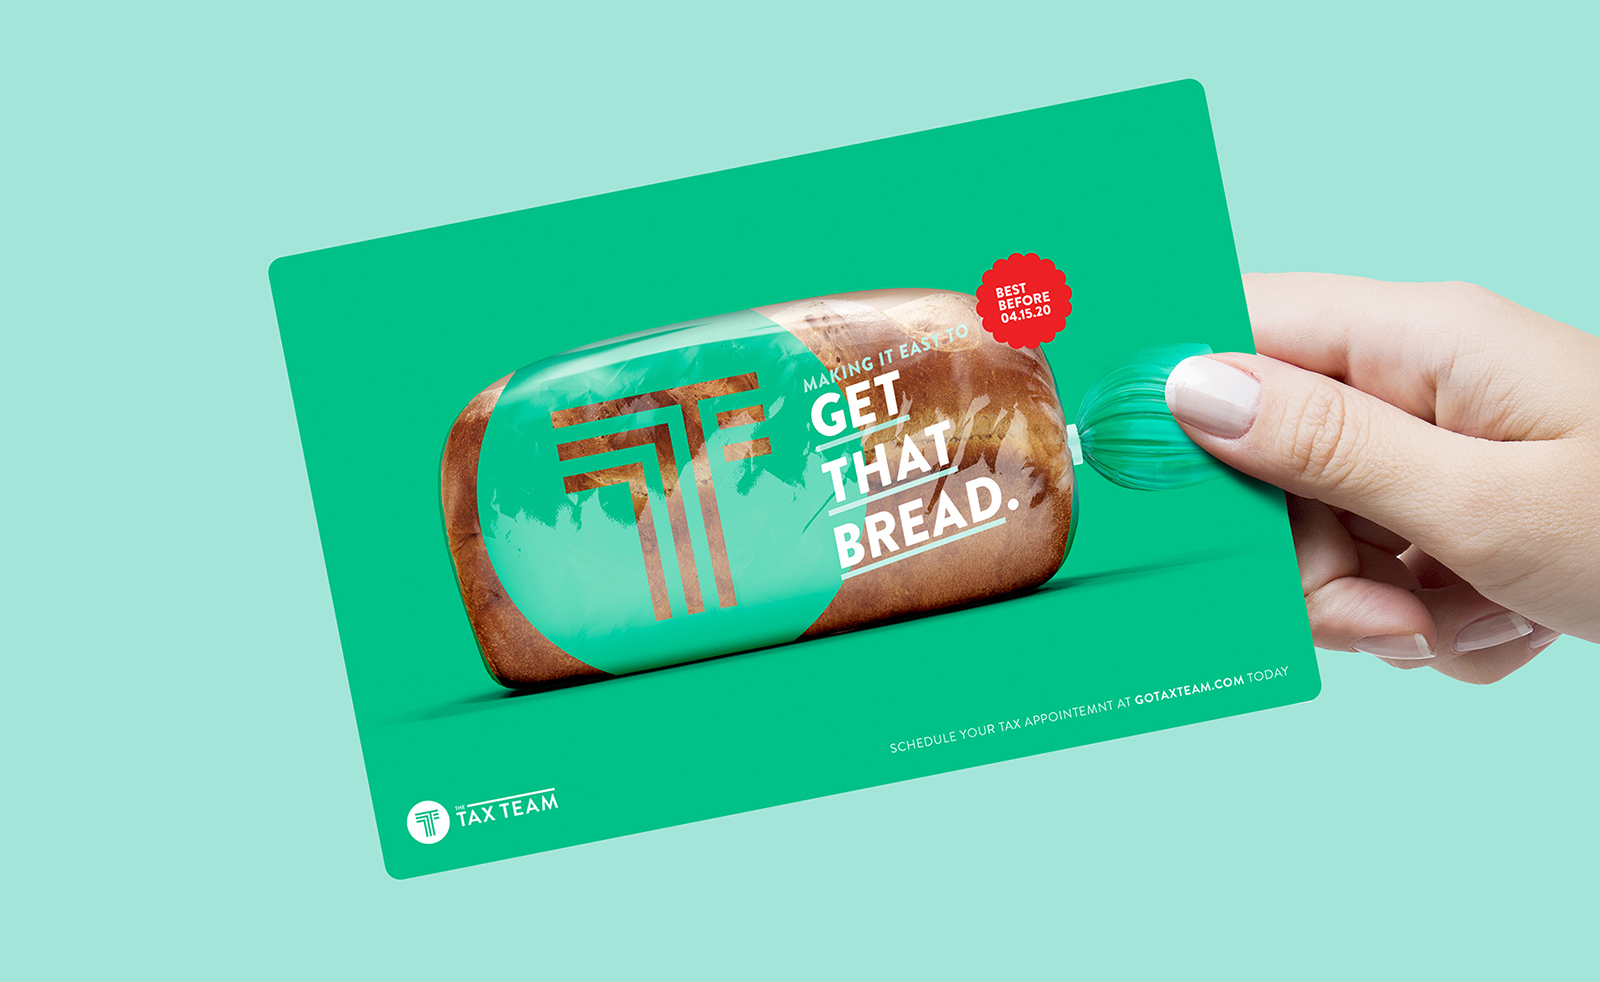 BEST
BEFORE
04.15.20
MAKING IT EASY TO
GET
THAT
BREAD.
SCHEDULE YOUR TAX APPOINTEMNT AT GOTAXTEAM.COM TODAY
THE
TAX TEAM